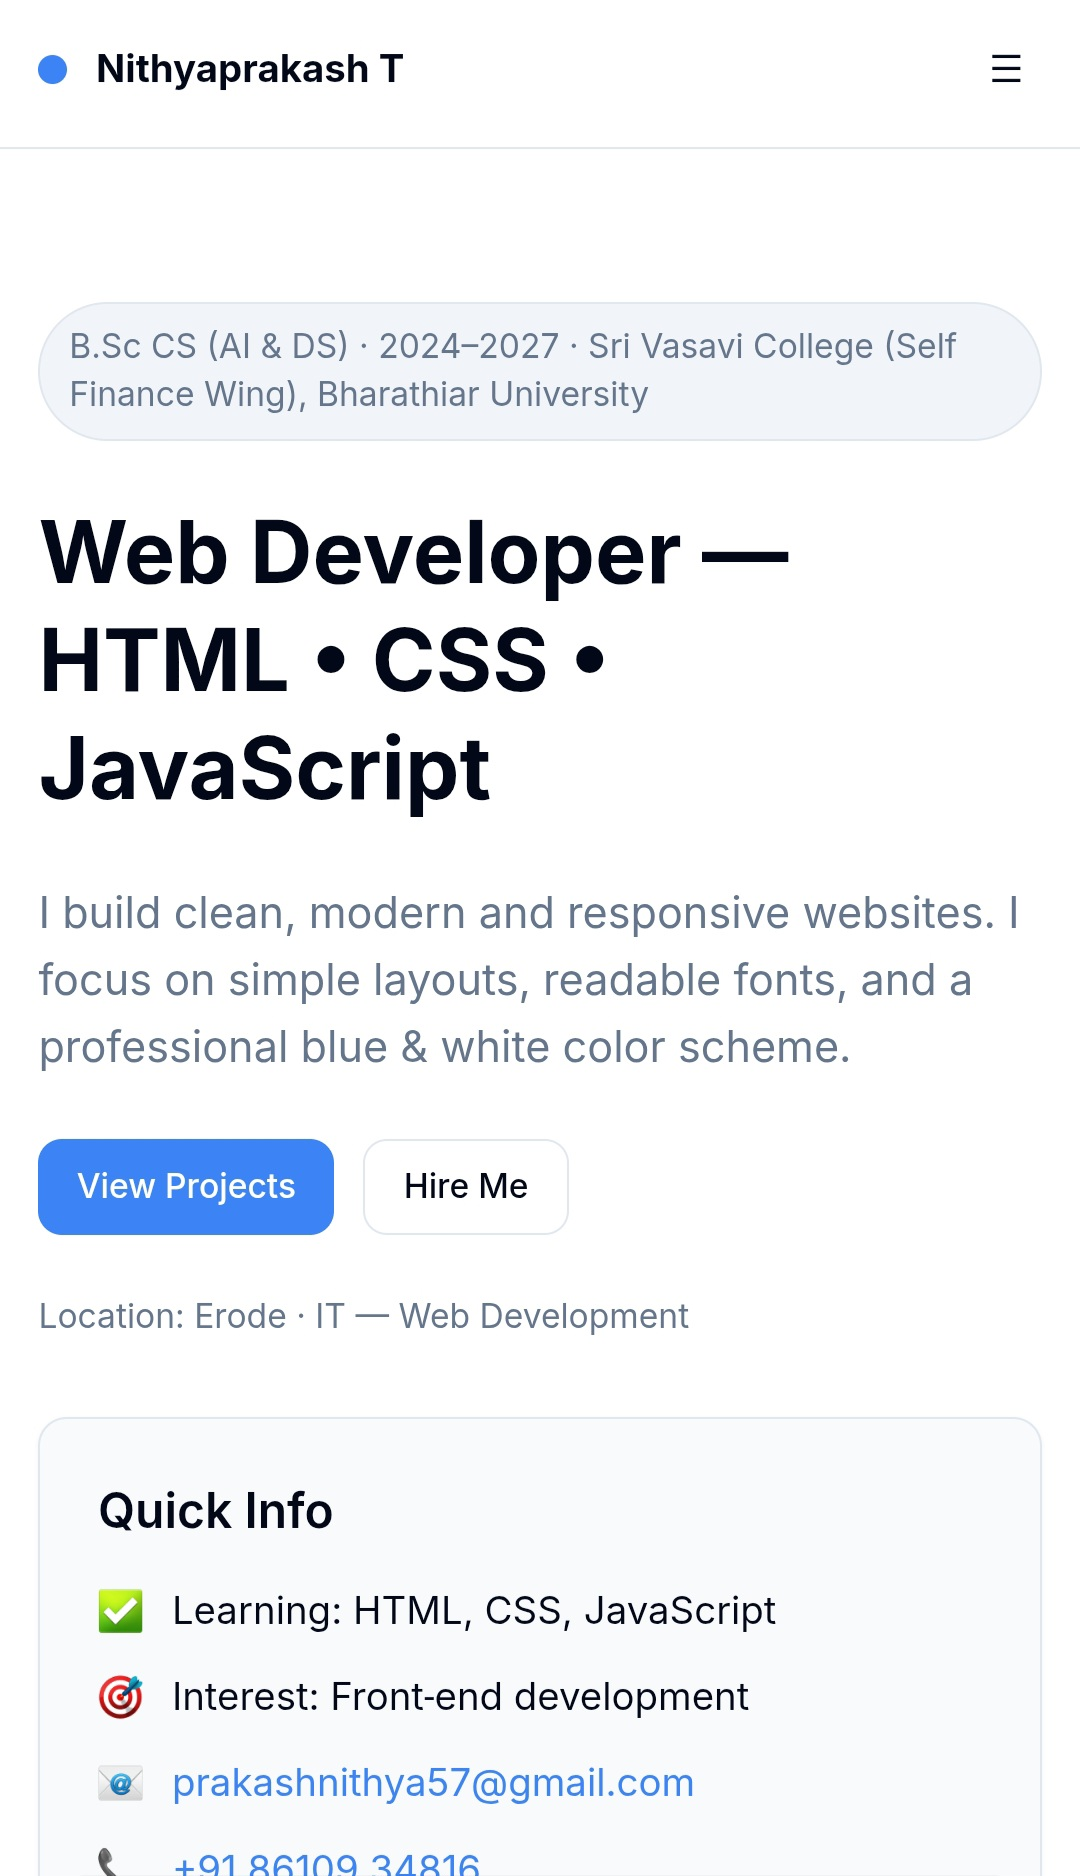 Nithyaprakash T
B.Sc CS (AI & DS) · 2024–2027 · Sri Vasavi College (Self
Finance Wing), Bharathiar University
Web Developer —
HTML • CSS •
JavaScript
I build clean, modern and responsive websites. I
focus on simple layouts, readable fonts, and a
professional blue & white color scheme.
View Projects
Hire Me
Location: Erode · IT — Web Development
Quick Info
✅ Learning: HTML, CSS, JavaScript
🎯 Interest: Front-end development
📧 prakashnithya57@gmail.com
📞 +91 86109 34816